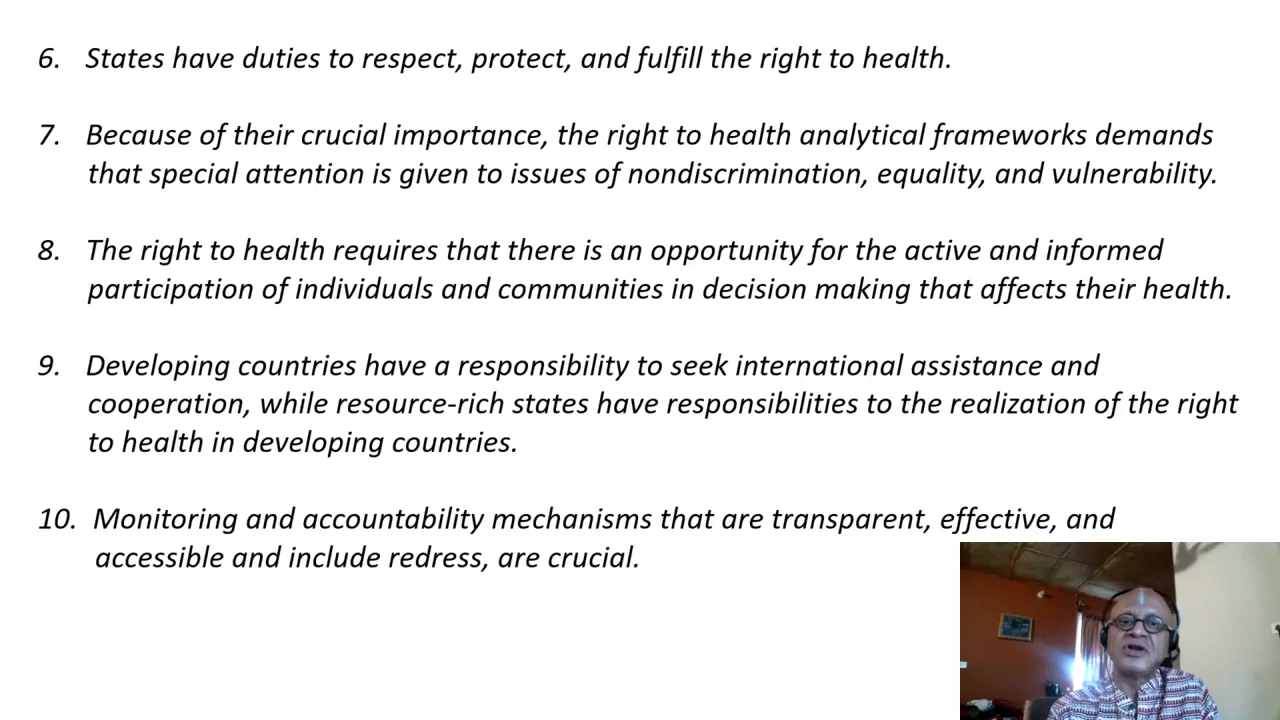 6. States have duties to respect, protect, and fulfill the right to health.
7. Because of their crucial importance, the right to health analytical frameworks demands
that special attention is given to issues of nondiscrimination, equality, and vulnerability.
8. The right to health requires that there is an opportunity for the active and informed
participation of individuals and communities in decision making that affects their health.
9. Developing countries have a responsibility to seek international assistance and
cooperation, while resource-rich states have responsibilities to the realization of the right
to health in developing countries.
10. Monitoring and accountability mechanisms that are transparent, effective, and
accessible and include redress, are crucial.